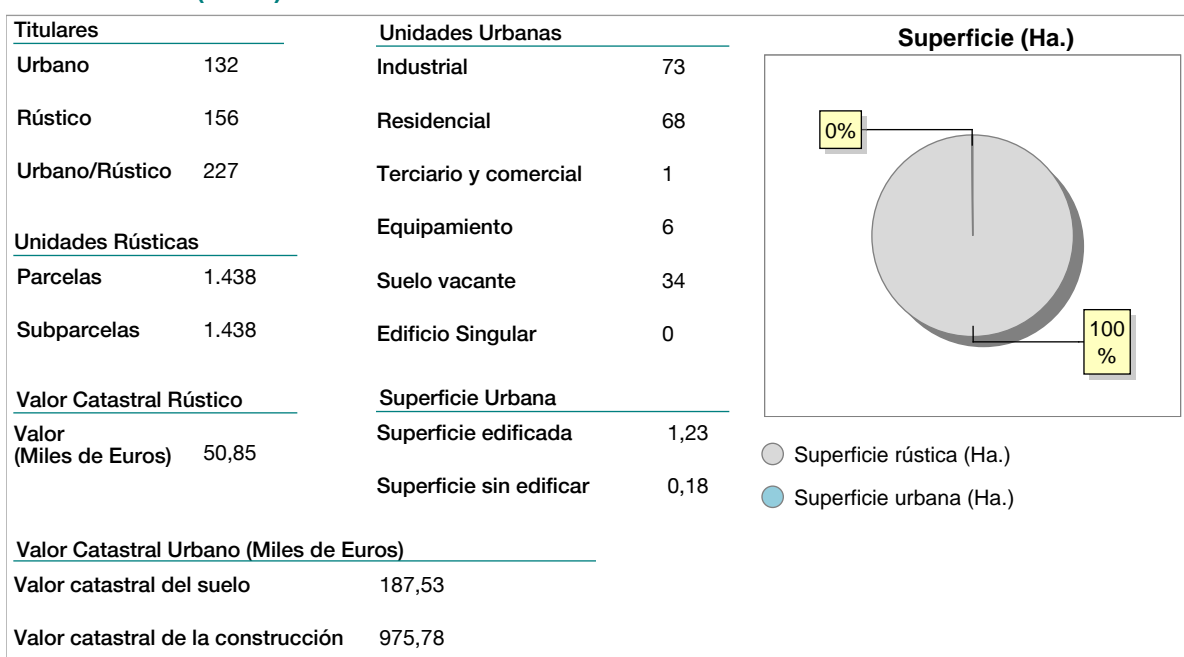 Titulares
Urbano 132
Rústico 156
Urbano/Rústico 227
Unidades Rústicas
Parcelas 1.438
Subparcelas 1.438
Valor Catastral Rústico
Valor
(Miles de Euros) 50,85
Unidades Urbanas
Industrial 73
Residencial 68
Terciario y comercial 1
Equipamiento 6
Suelo vacante 34
Edificio Singular 0
Superficie Urbana
Superficie edificada 1,23
Superficie sin edificar 0,18
Valor Catastral Urbano (Miles de Euros)
Valor catastral del suelo 187,53
Valor catastral de la construcción 975,78
Superficie (Ha.)
0%
100
%
Superficie rústica (Ha.)
Superficie urbana (Ha.)